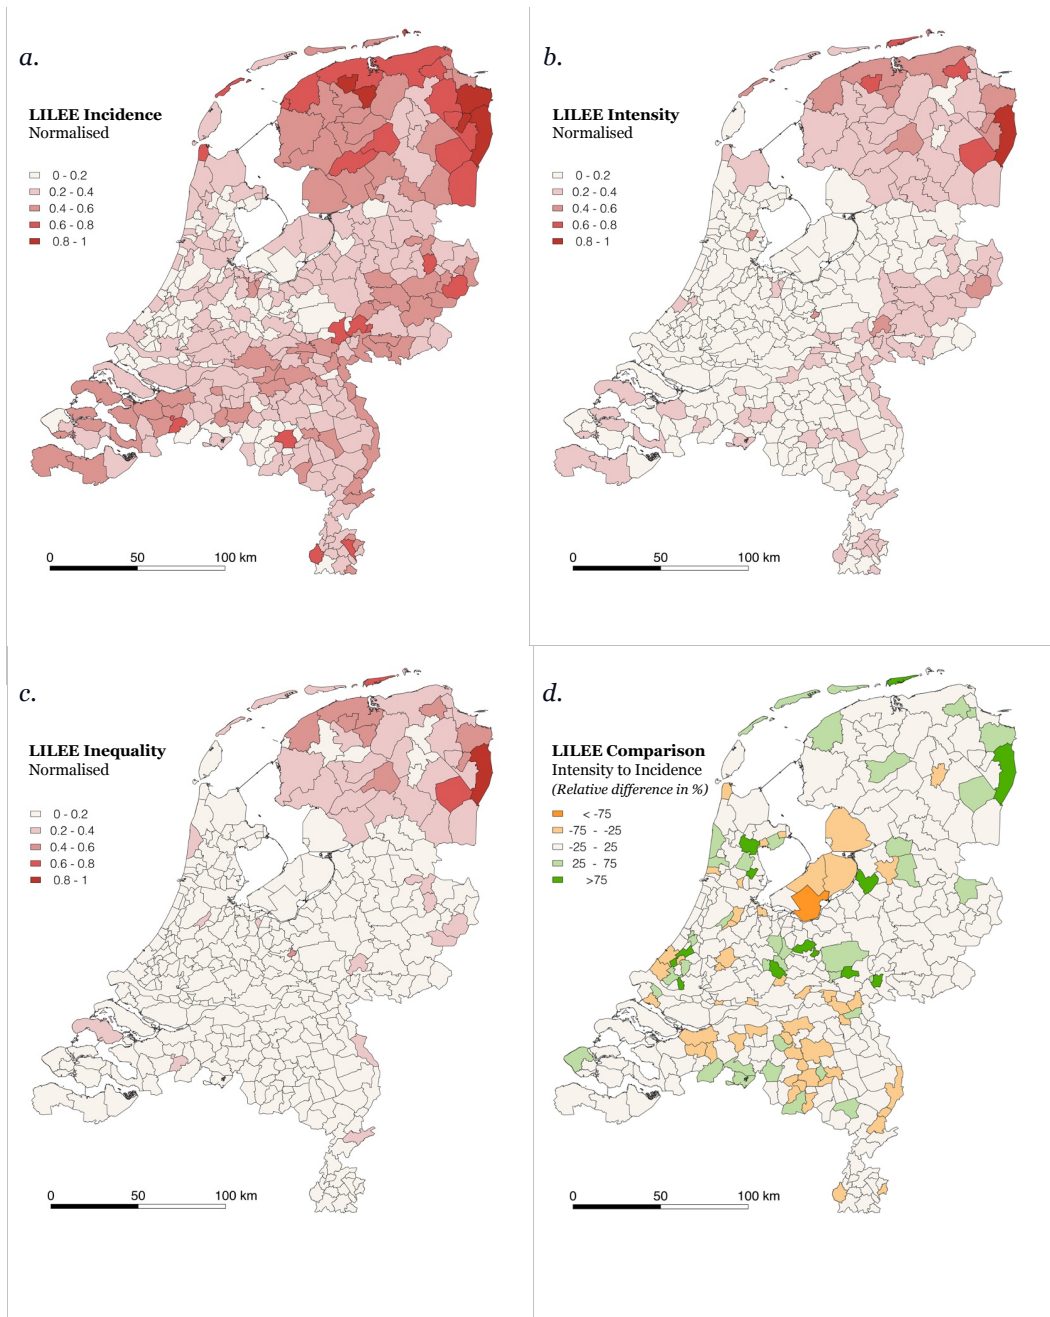 a.
LILEE Incidence
Normalised
0 - 0.2
0.2 - 0.4
0.4 - 0.6
0.6 - 0.8
0.8 - 1
0 50 100 km
b.
LILEE Intensity
Normalised
0 - 0.2
0.2 - 0.4
0.4 - 0.6
0.6 - 0.8
0.8 - 1
0 50 100 km
c.
LILEE Inequality
Normalised
0 - 0.2
0.2 - 0.4
0.4 - 0.6
0.6 - 0.8
0.8 - 1
0 50 100 km
d.
LILEE Comparison
Intensity to Incidence
(Relative difference in %)
< -75
-75 - -25
-25 - 25
25 - 75
>75
0 50 100 km